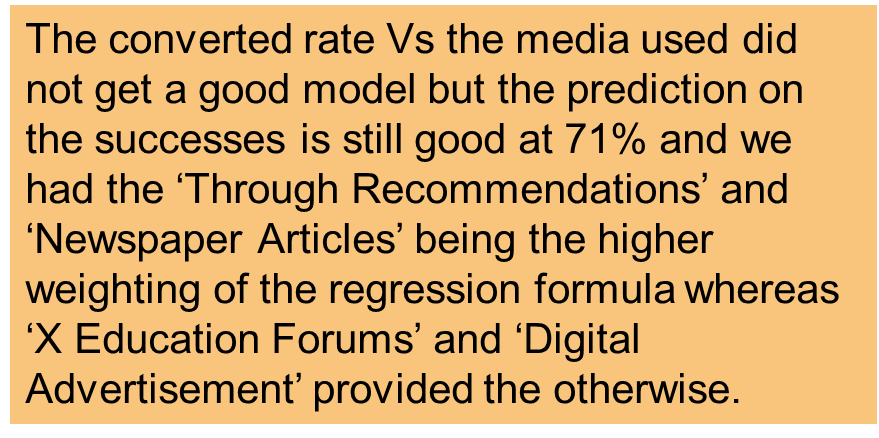 The converted rate Vs the media used did
not get a good model but the prediction on
the successes is still good at 71% and we
had the ‘Through Recommendations’ and
‘Newspaper Articles’ being the higher
weighting of the regression formula whereas
‘X Education Forums’ and ‘Digital
Advertisement’ provided the otherwise.